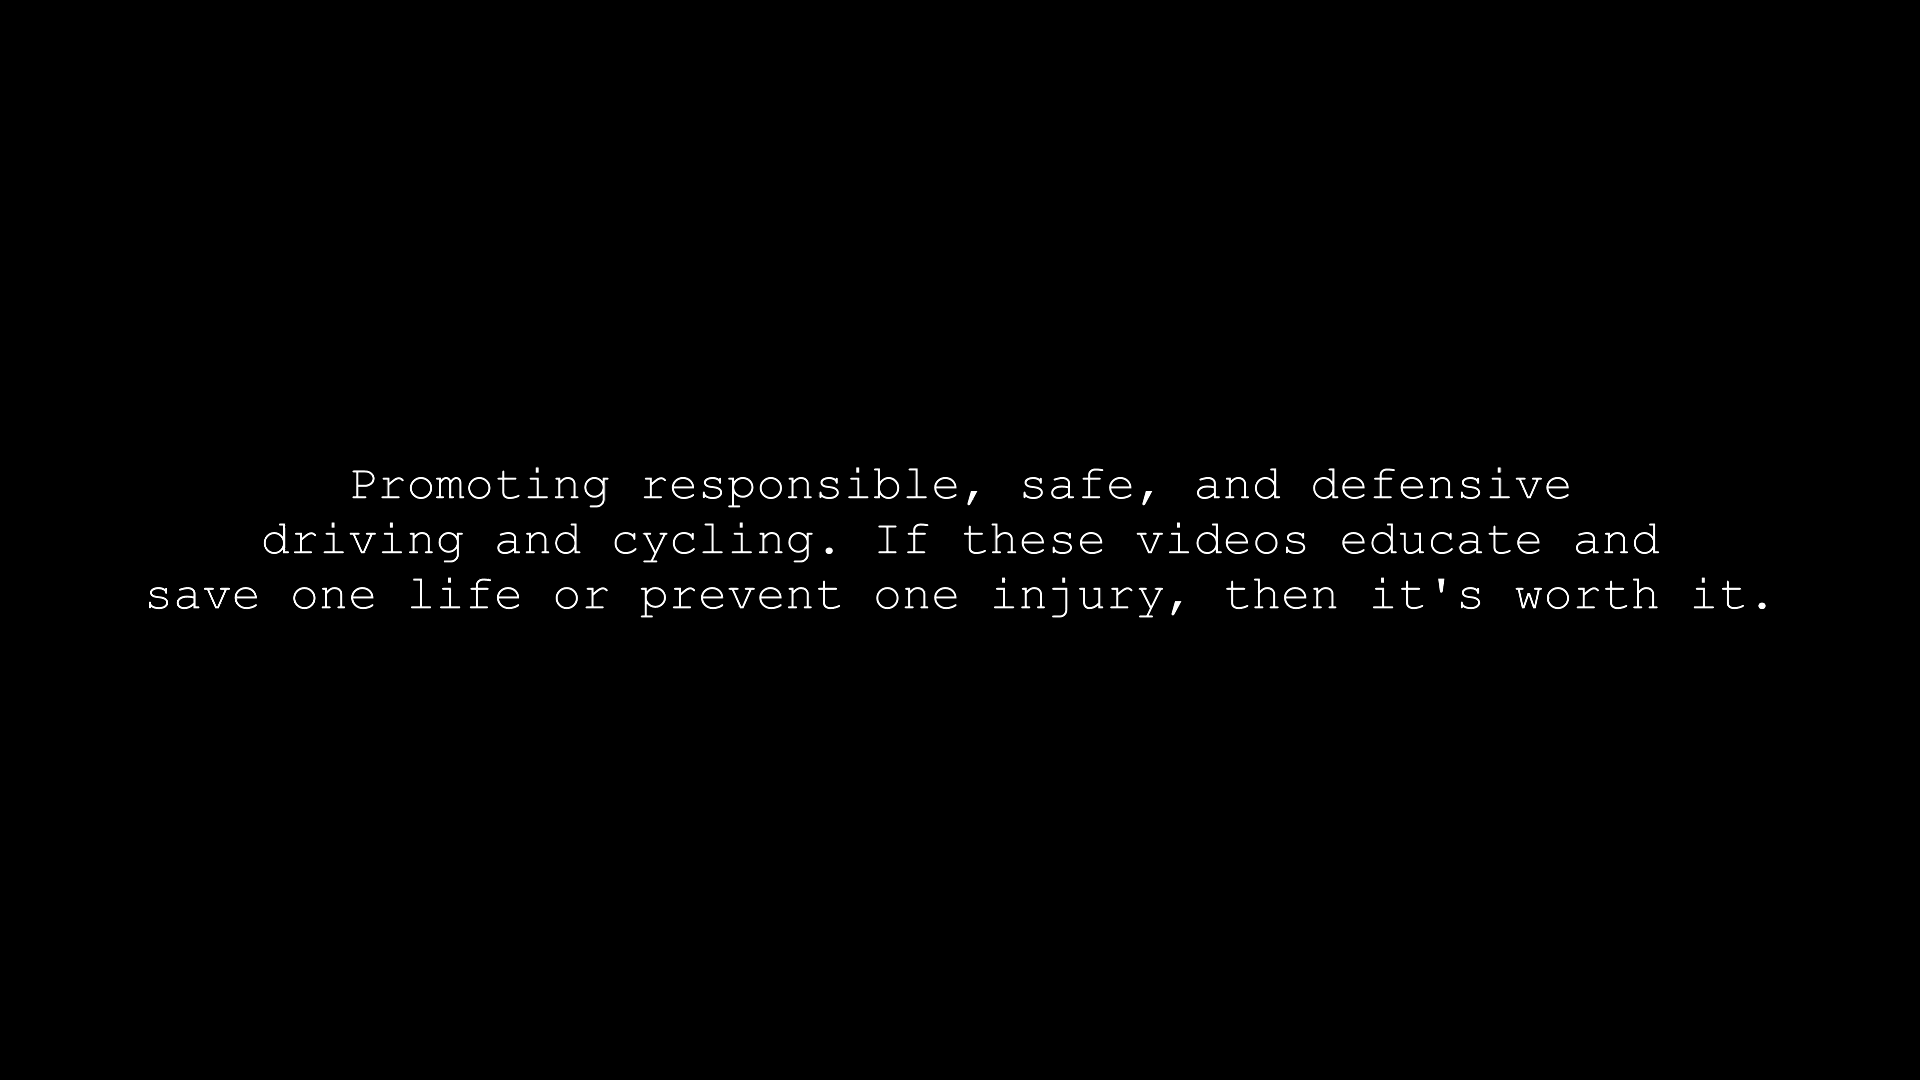 Promoting responsible, safe, and defensive
driving and cycling. If these videos educate and
save one life or prevent one injury, then it's worth it.